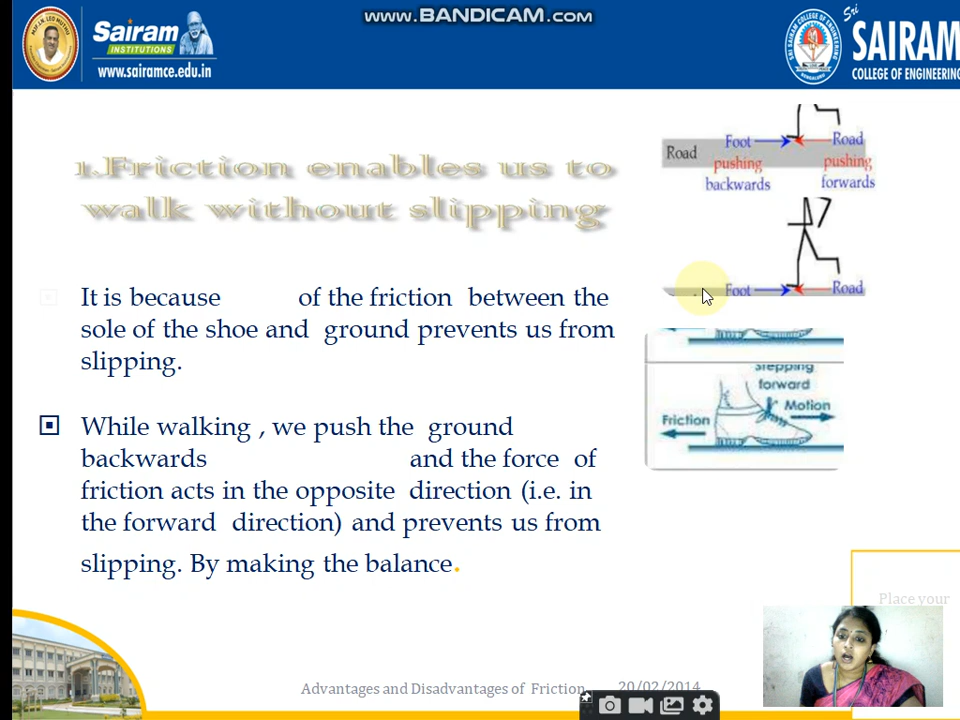 www.BANDICAM.com
Sairam
INSTITUTIONS
www.sairamce.edu.in
Sri
SAIRAM
COLLEGE OF ENGINEERING
1.Friction enables us to
walk without slipping
It is because of the friction between the
sole of the shoe and ground prevents us from
slipping.
While walking , we push the ground
backwards and the force of
friction acts in the opposite direction (i.e. in
the forward direction) and prevents us from
slipping. By making the balance.
Road
Foot
pushing
backwards
Road
pushing
forwards
Foot
Road
Stepping
forward
Motion
Friction
Place your
Advantages and Disadvantages of Friction
20/02/2014